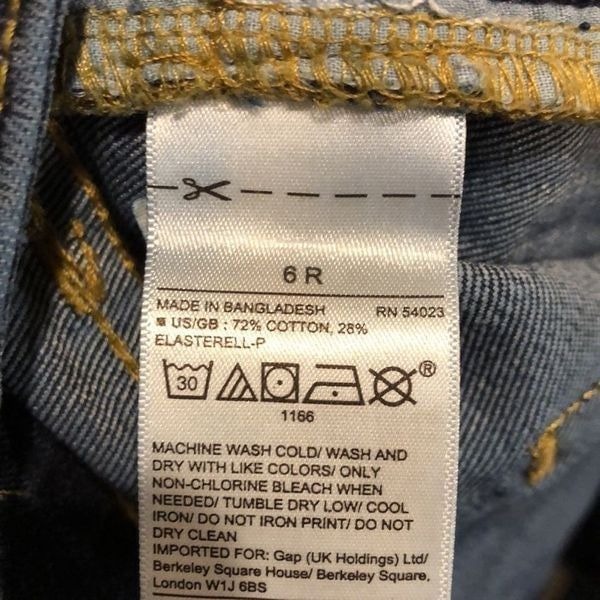 6 R
MADE IN BANGLADESH RN 54023
US/GB : 72% COTTON, 28%
ELASTERELL-P
30 ®
1166
MACHINE WASH COLD/ WASH AND
DRY WITH LIKE COLORS/ ONLY
NON-CHLORINE BLEACH WHEN
NEEDED/ TUMBLE DRY LOW/ COOL
IRON/ DO NOT IRON PRINT/ DO NOT
DRY CLEAN
IMPORTED FOR: Gap (UK Holdings) Ltd/
Berkeley Square House/ Berkeley Square,
London W1J 6BS